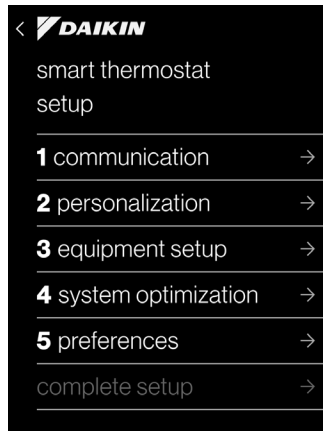 DAIKIN
smart thermostat
setup
1 communication
2 personalization
3 equipment setup
4 system optimization
5 preferences
complete setup